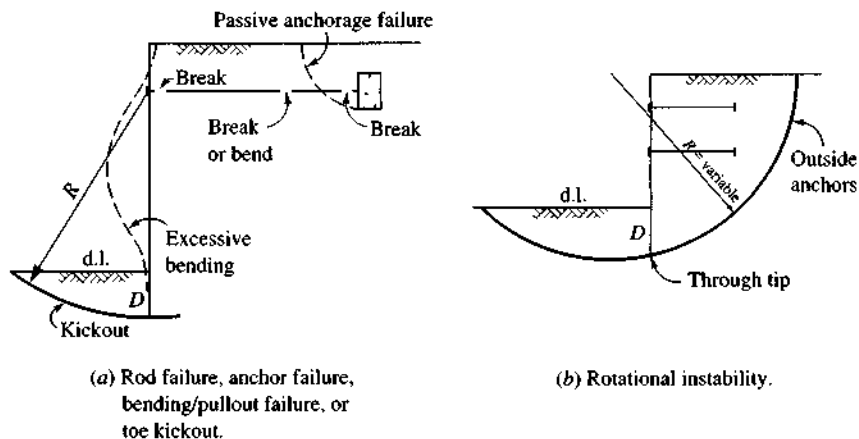 Passive anchorage failure
Break
Break
or bend
Break
R
Excessive
bending
d.l.
D
Kickout
(a) Rod failure, anchor failure,
bending/pullout failure, or
toe kickout.
R = variable
Outside
anchors
d.l.
D
Through tip
(b) Rotational instability.